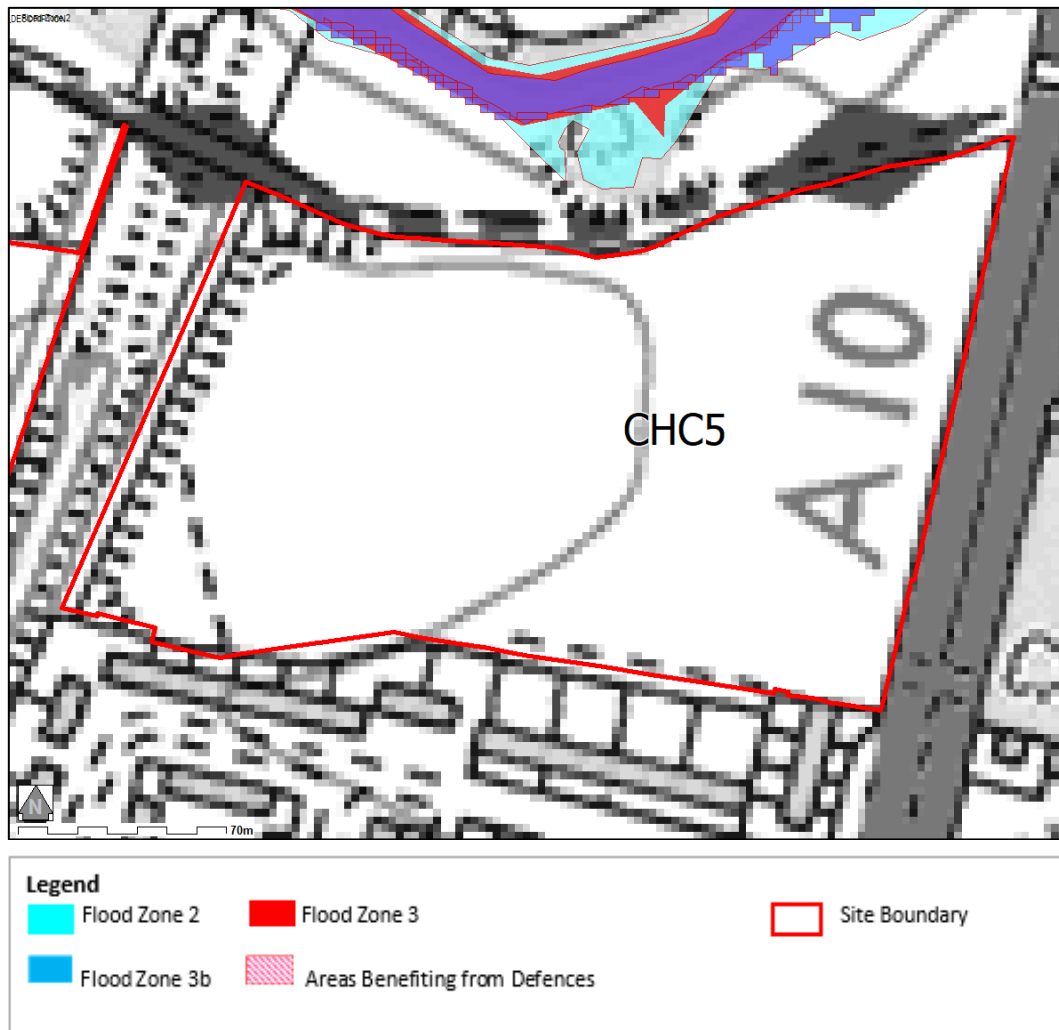 CHC5
A10
N
70m
Legend
Flood Zone 2
Flood Zone 3
Site Boundary
Flood Zone 3b
Areas Benefiting from Defences